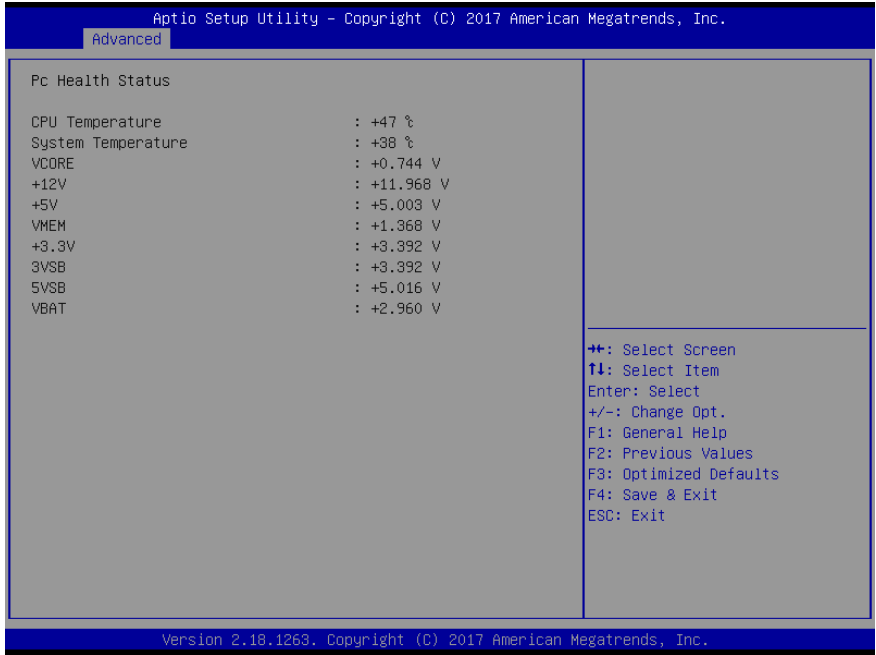 Aptio Setup Utility – Copyright (C) 2017 American Megatrends, Inc.
Advanced
Pc Health Status
CPU Temperature : +47 ℃
System Temperature : +38 ℃
VCORE : +0.744 V
+12V : +11.968 V
+5V : +5.003 V
VMEM : +1.368 V
+3.3V : +3.392 V
3VSB : +3.392 V
5VSB : +5.016 V
VBAT : +2.960 V
→←: Select Screen
↑↓: Select Item
Enter: Select
+/-: Change Opt.
F1: General Help
F2: Previous Values
F3: Optimized Defaults
F4: Save & Exit
ESC: Exit
Version 2.18.1263. Copyright (C) 2017 American Megatrends, Inc.